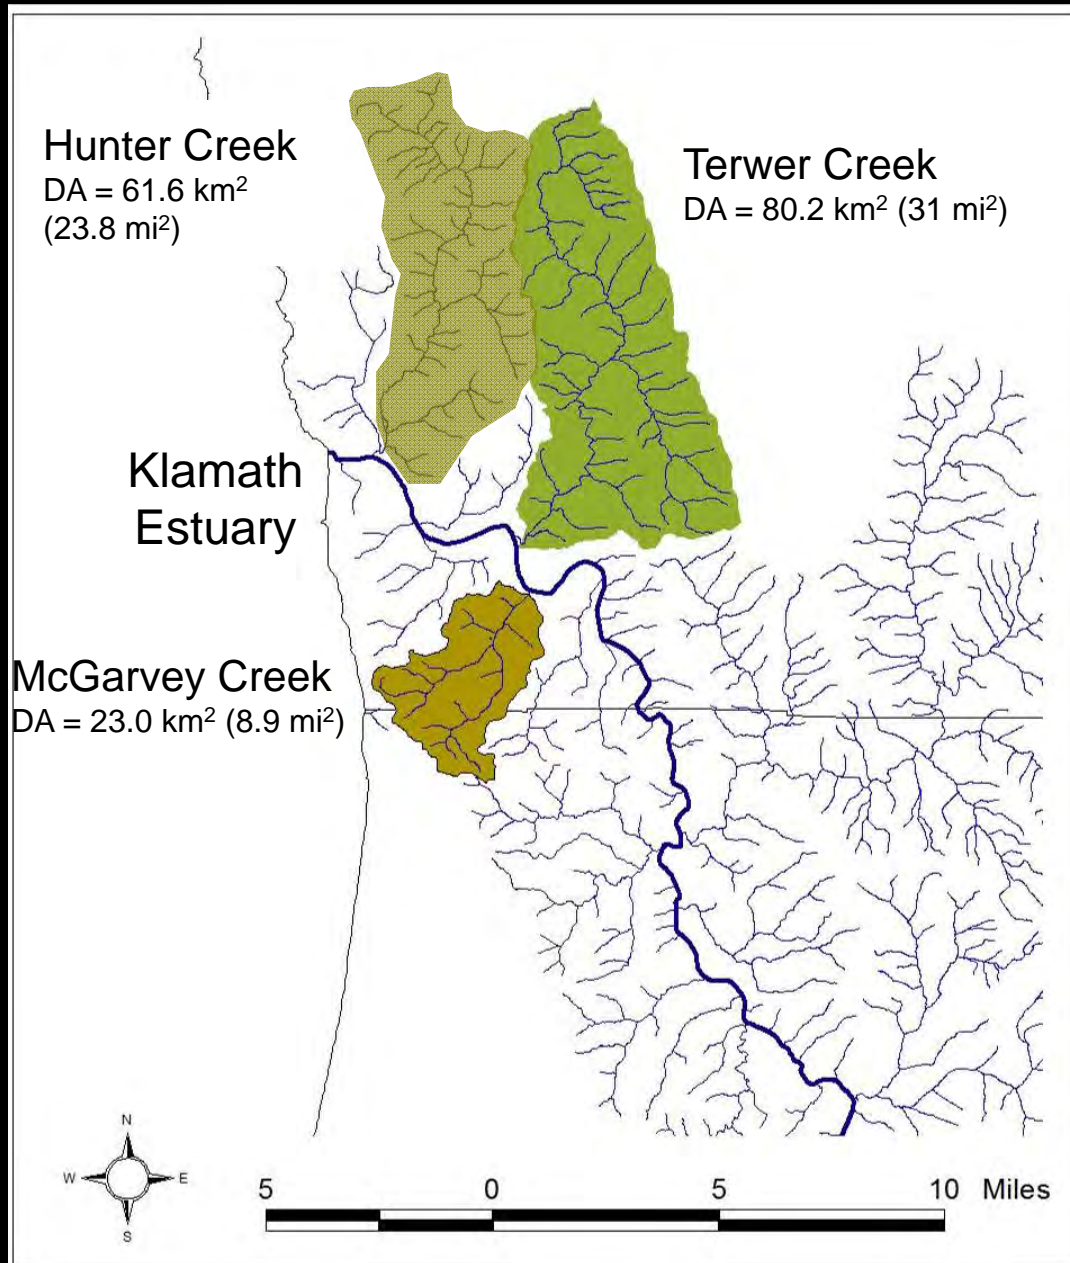 Hunter Creek
DA = 61.6 km²
(23.8 mi²)
Terwer Creek
DA = 80.2 km² (31 mi²)
Klamath
Estuary
McGarvey Creek
DA = 23.0 km² (8.9 mi²)
N
W E
S
5 0 5 10 Miles